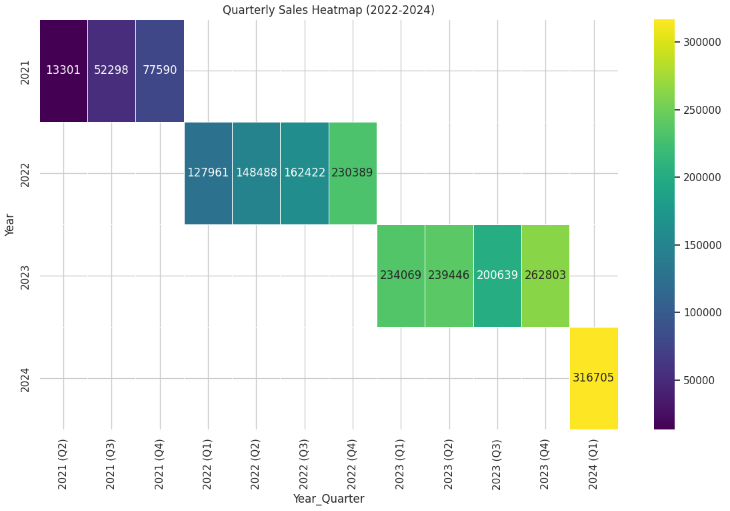 Quarterly Sales Heatmap (2022-2024)
Year
2021
2022
2023
2024
13301 52298 77590
127961 148488 162422 230389
234069 239446 200639 262803
316705
2021 (Q2) 2021 (Q3) 2021 (Q4) 2022 (Q1) 2022 (Q2) 2022 (Q3) 2022 (Q4) 2023 (Q1) 2023 (Q2) 2023 (Q3) 2023 (Q4) 2024 (Q1)
Year_Quarter
300000
250000
200000
150000
100000
50000